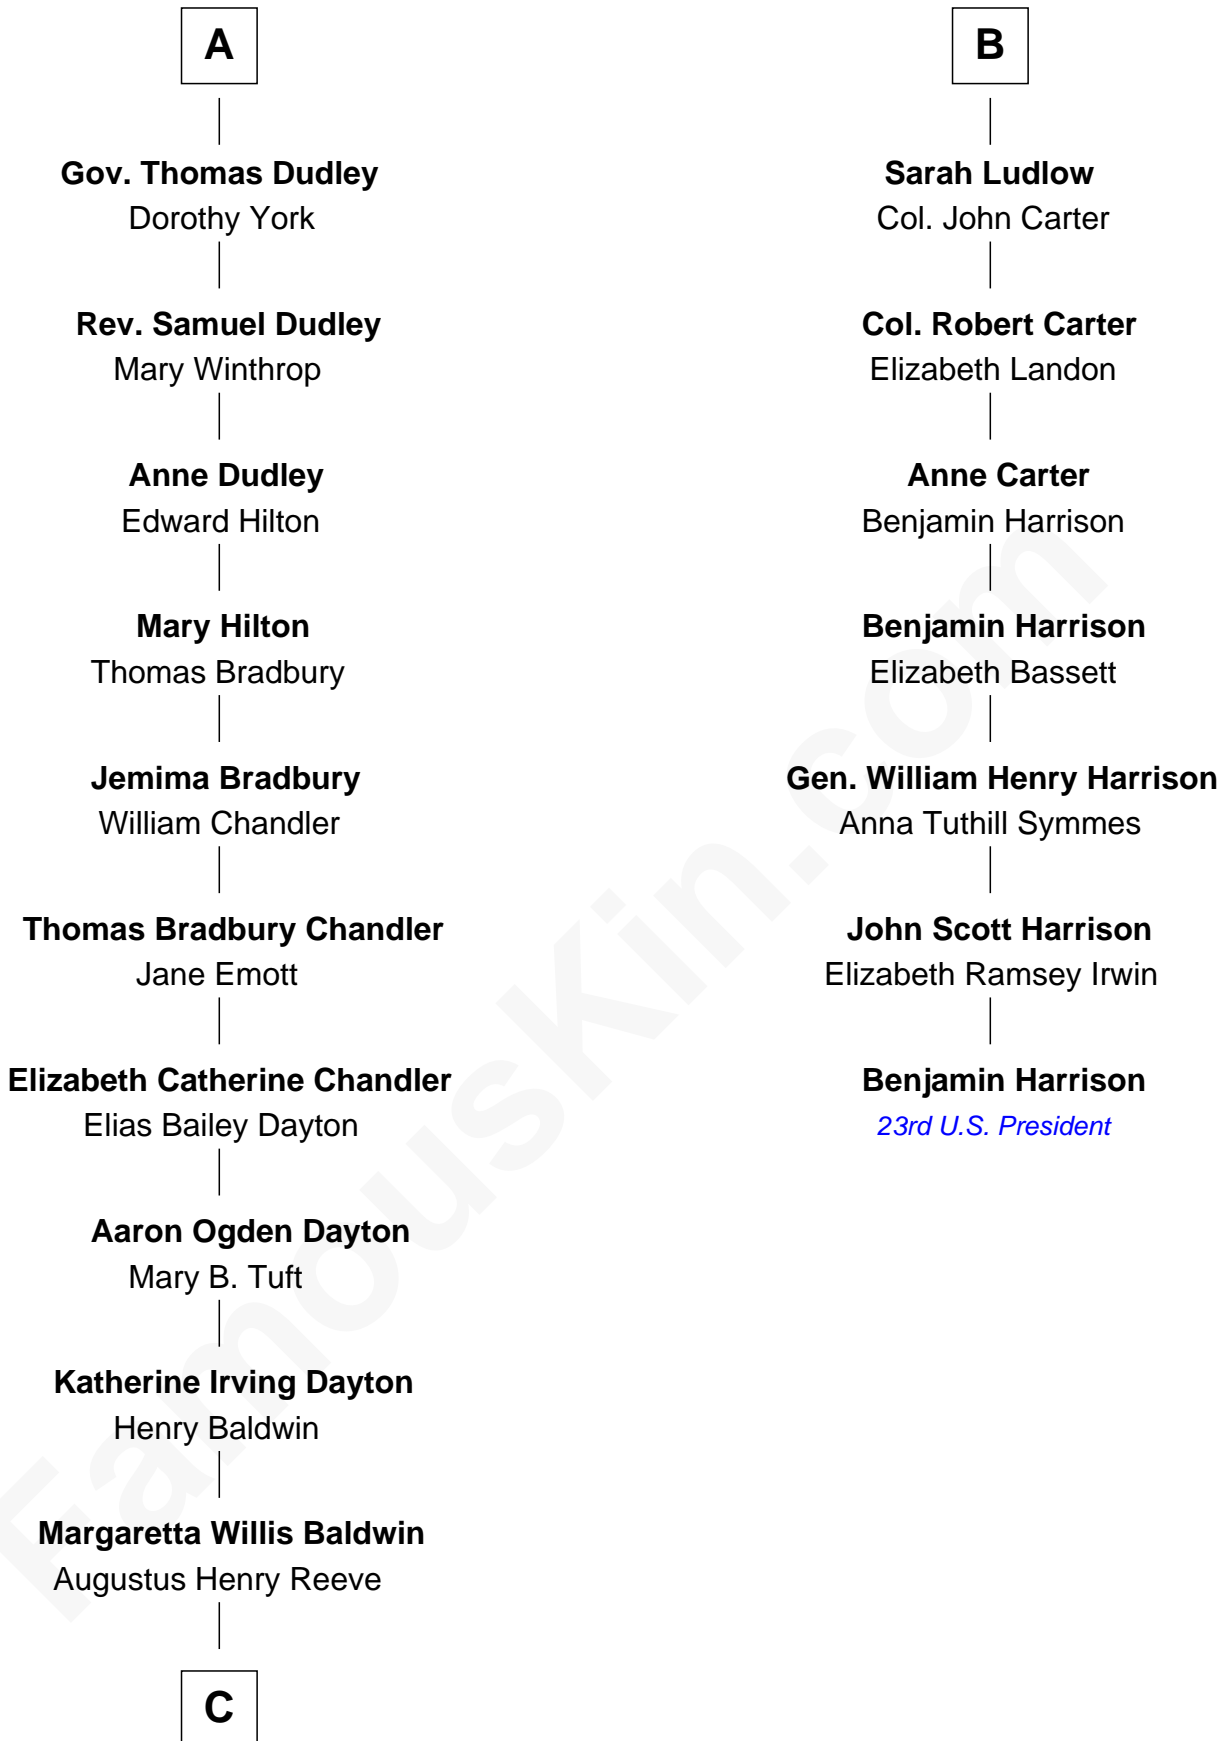 A
Gov. Thomas Dudley
Dorothy York
Rev. Samuel Dudley
Mary Winthrop
Anne Dudley
Edward Hilton
Mary Hilton
Thomas Bradbury
Jemima Bradbury
William Chandler
Thomas Bradbury Chandler
Jane Emott
Elizabeth Catherine Chandler
Elias Bailey Dayton
Aaron Ogden Dayton
Mary B. Tuft
Katherine Irving Dayton
Henry Baldwin
Margaretta Willis Baldwin
Augustus Henry Reeve
C
B
Sarah Ludlow
Col. John Carter
Col. Robert Carter
Elizabeth Landon
Anne Carter
Benjamin Harrison
Benjamin Harrison
Elizabeth Bassett
Gen. William Henry Harrison
Anna Tuthill Symmes
John Scott Harrison
Elizabeth Ramsey Irwin
Benjamin Harrison
23rd U.S. President
FamousKin.com